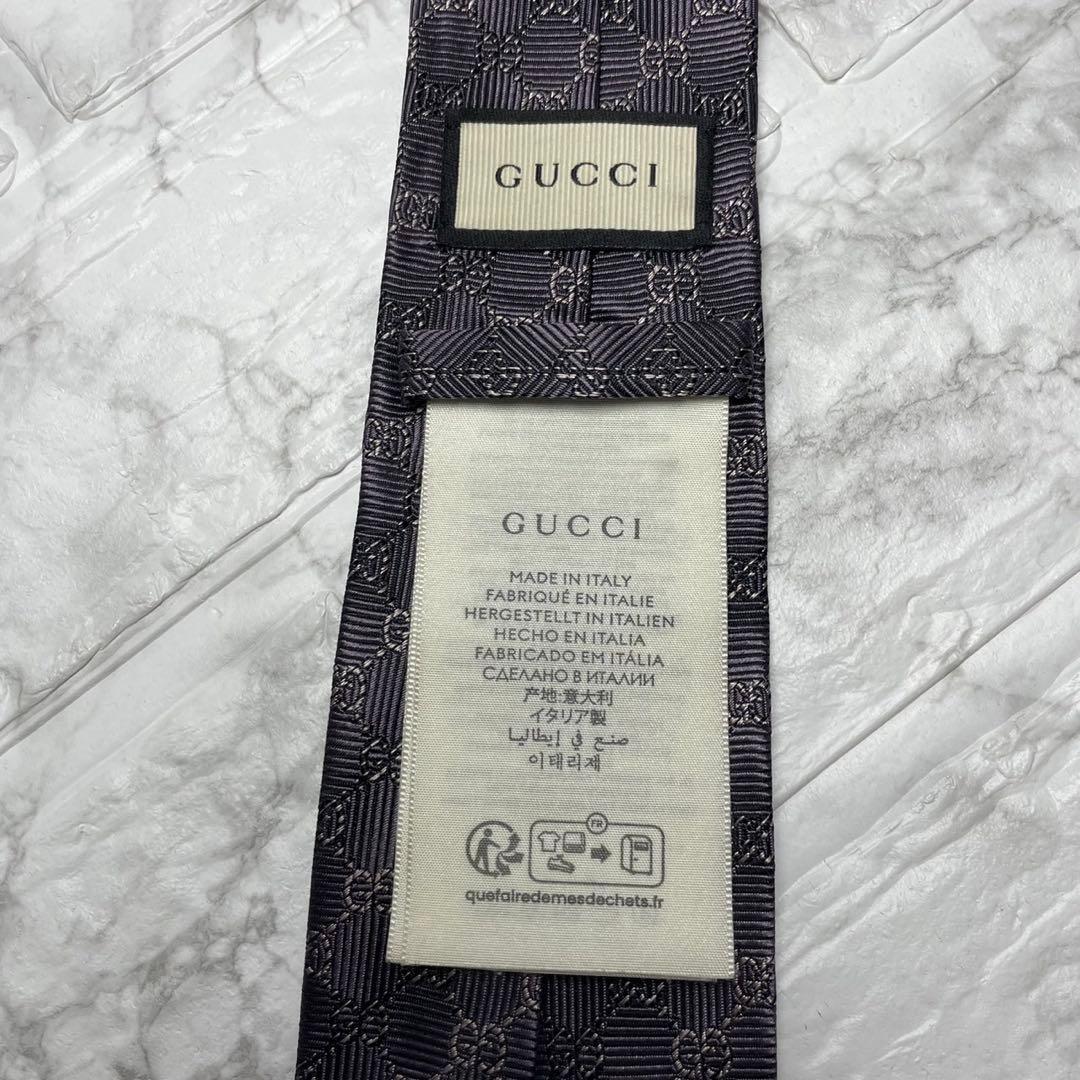 GUCCI
GUCCI
MADE IN ITALY
FABRIQUÉ EN ITALIE
HERGESTELLT IN ITALIEN
HECHO EN ITALIA
FABRICADO EM ITÁLIA
СДЕЛАНО В ИТАЛИИ
产地:意大利
イタリア製
صنع في إيطاليا
이태리제
FR
quefairedemesdechets.fr